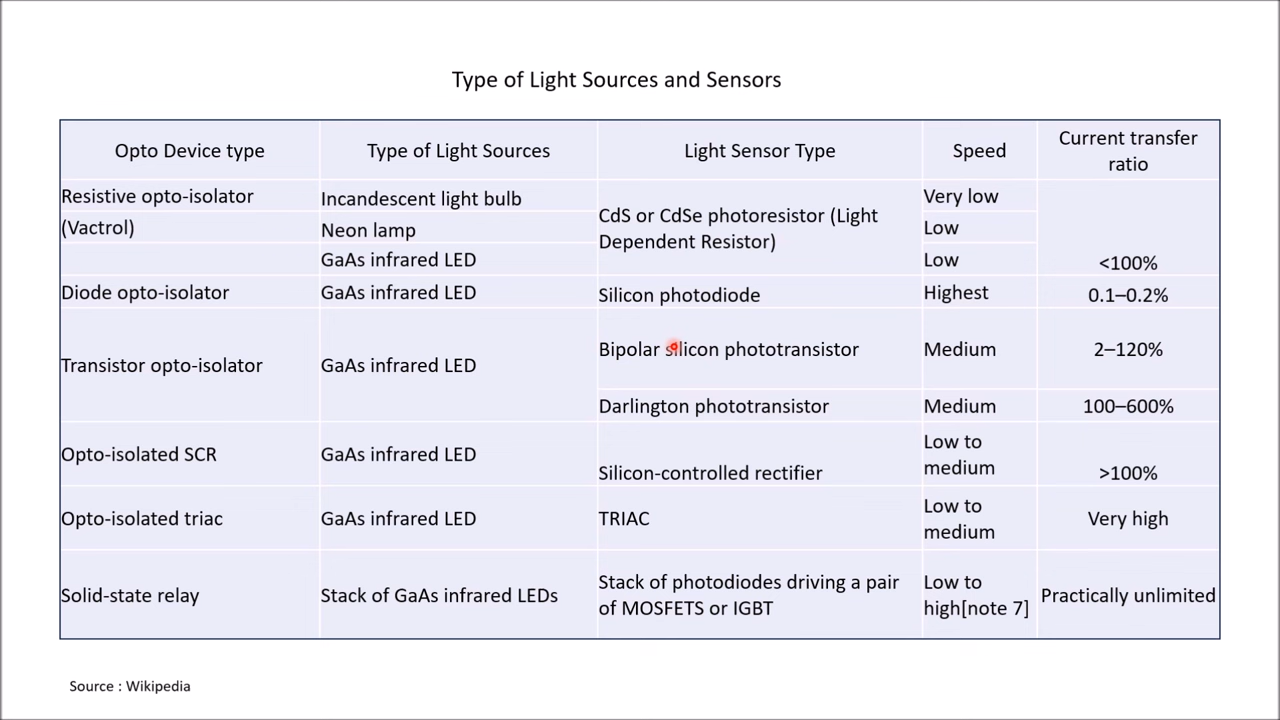 Type of Light Sources and Sensors
Opto Device type
Type of Light Sources
Light Sensor Type
Speed
Current transfer
ratio
Resistive opto-isolator
(Vactrol)
Incandescent light bulb
Neon lamp
GaAs infrared LED
CdS or CdSe photoresistor (Light
Dependent Resistor)
Very low
Low
Low
<100%
Diode opto-isolator
GaAs infrared LED
Silicon photodiode
Highest
0.1–0.2%
Transistor opto-isolator
GaAs infrared LED
Bipolar silicon phototransistor
Medium
2–120%
Darlington phototransistor
Medium
100–600%
Opto-isolated SCR
GaAs infrared LED
Silicon-controlled rectifier
Low to
medium
>100%
Opto-isolated triac
GaAs infrared LED
TRIAC
Low to
medium
Very high
Solid-state relay
Stack of GaAs infrared LEDs
Stack of photodiodes driving a pair
of MOSFETS or IGBT
Low to
high[note 7]
Practically unlimited
Source : Wikipedia